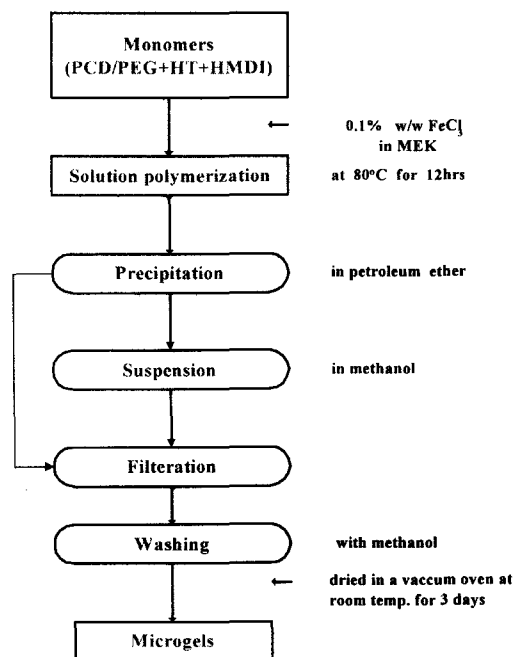 Monomers
(PCD/PEG+HT+HMDI)
0.1% w/w FeCl3
in MEK
Solution polymerization
at 80°C for 12hrs
Precipitation
in petroleum ether
Suspension
in methanol
Filteration
Washing
with methanol
dried in a vaccum oven at
room temp. for 3 days
Microgels